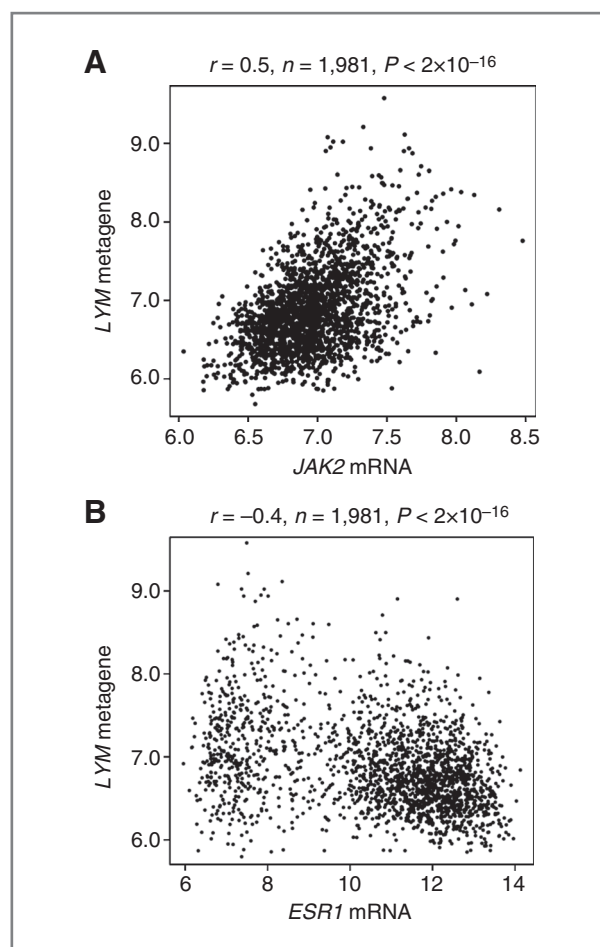 A
r = 0.5, n = 1,981, P < 2×10–16
LYM metagene
9.0
8.0
7.0
6.0
6.0 6.5 7.0 7.5 8.0 8.5
JAK2 mRNA
B
r = –0.4, n = 1,981, P < 2×10–16
LYM metagene
9.0
8.0
7.0
6.0
6 8 10 12 14
ESR1 mRNA